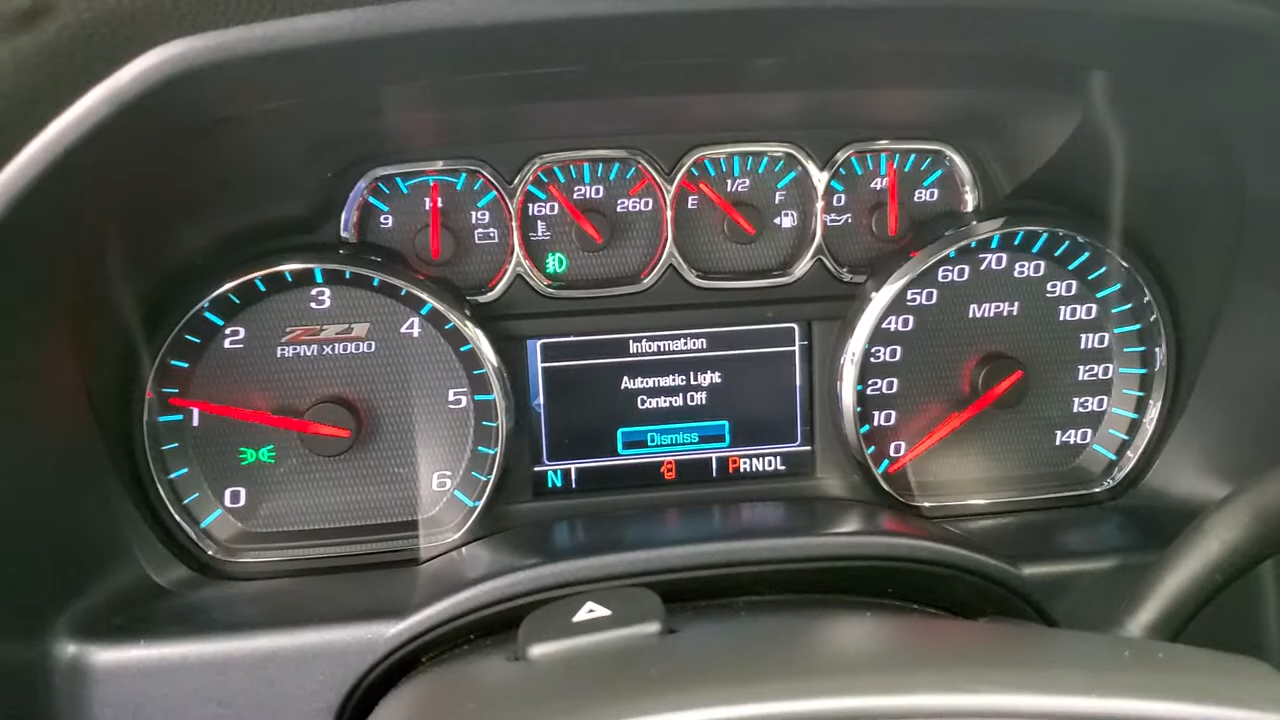 9 14 19
160 210 260
E 1/2 F
0 40 80
Z71
RPM X1000
0 1 2 3 4 5 6
Information
Automatic Light
Control Off
Dismiss
N
PRNDL
MPH
0 10 20 30 40 50 60 70 80 90 100 110 120 130 140